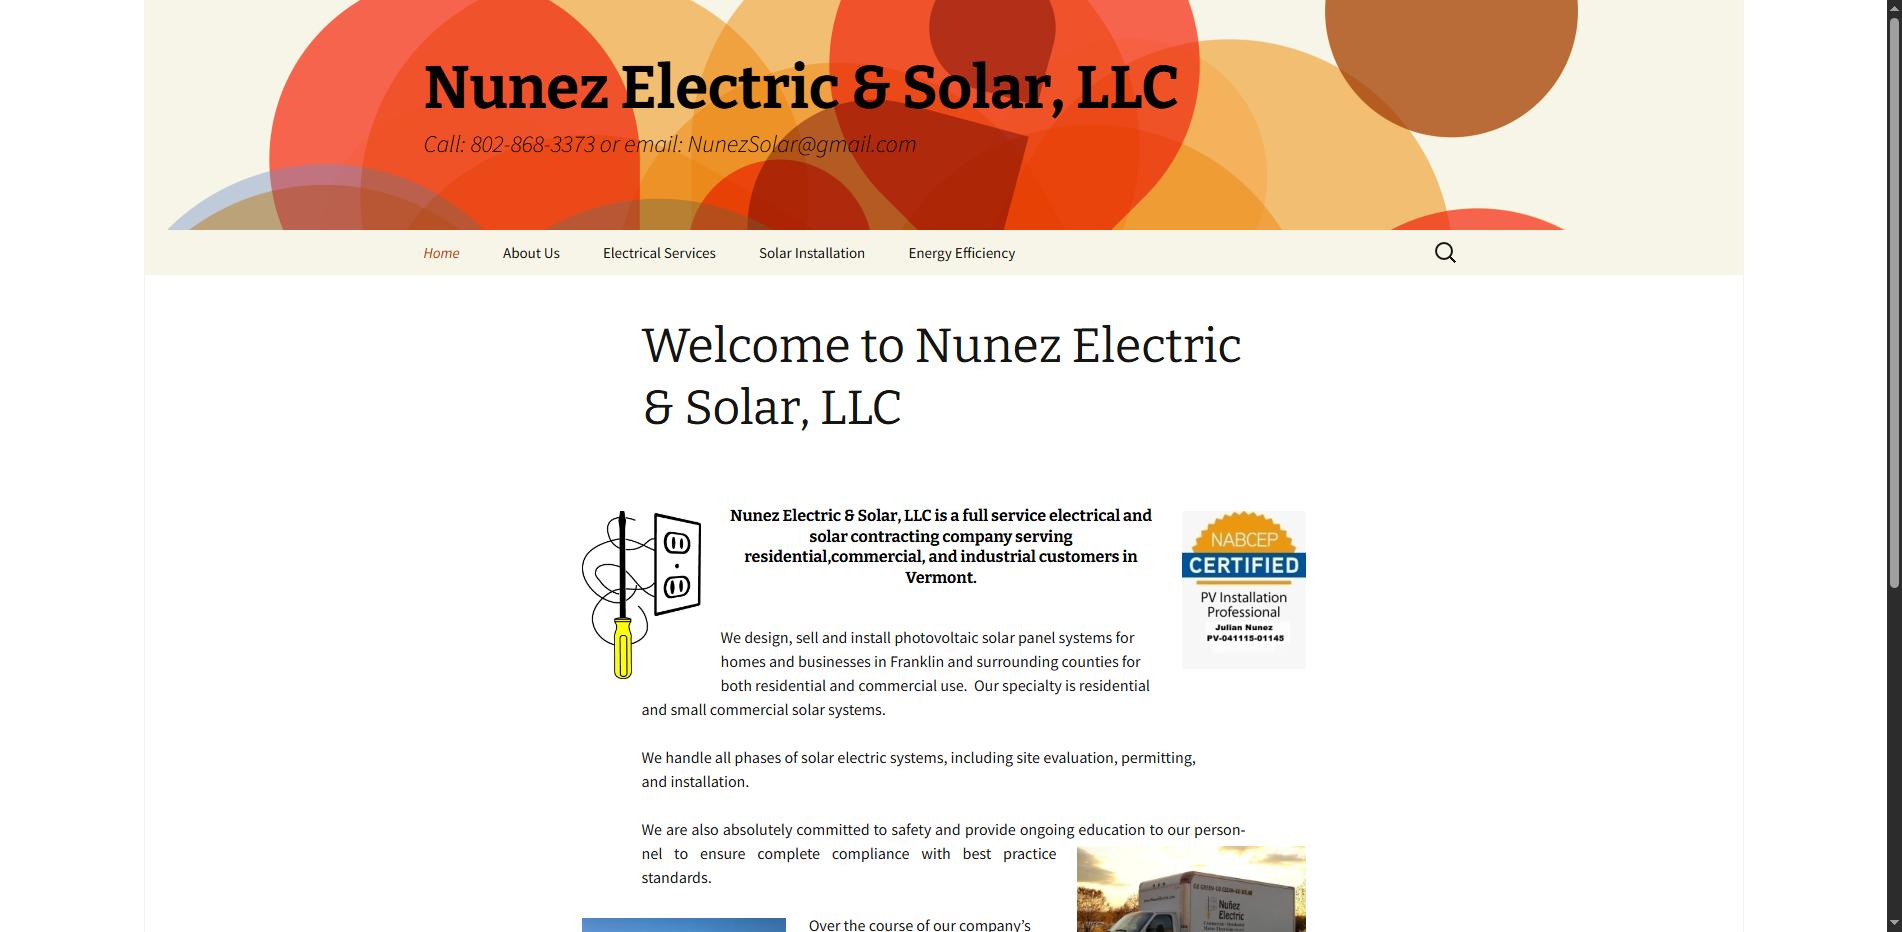 Nunez Electric & Solar, LLC
Call: 802-868-3373 or email: NunezSolar@gmail.com
Home
About Us
Electrical Services
Solar Installation
Energy Efficiency
Welcome to Nunez Electric
& Solar, LLC
Nunez Electric & Solar, LLC is a full service electrical and
solar contracting company serving
residential,commercial, and industrial customers in
Vermont.
NABCEP
CERTIFIED
PV Installation
Professional
Julian Nunez
PV-041115-01145
We design, sell and install photovoltaic solar panel systems for
homes and businesses in Franklin and surrounding counties for
both residential and commercial use.  Our specialty is residential
and small commercial solar systems.
We handle all phases of solar electric systems, including site evaluation, permitting,
and installation.
We are also absolutely committed to safety and provide ongoing education to our person-
nel to ensure complete compliance with best practice
standards.
Over the course of our company's
Nuñez
Electric